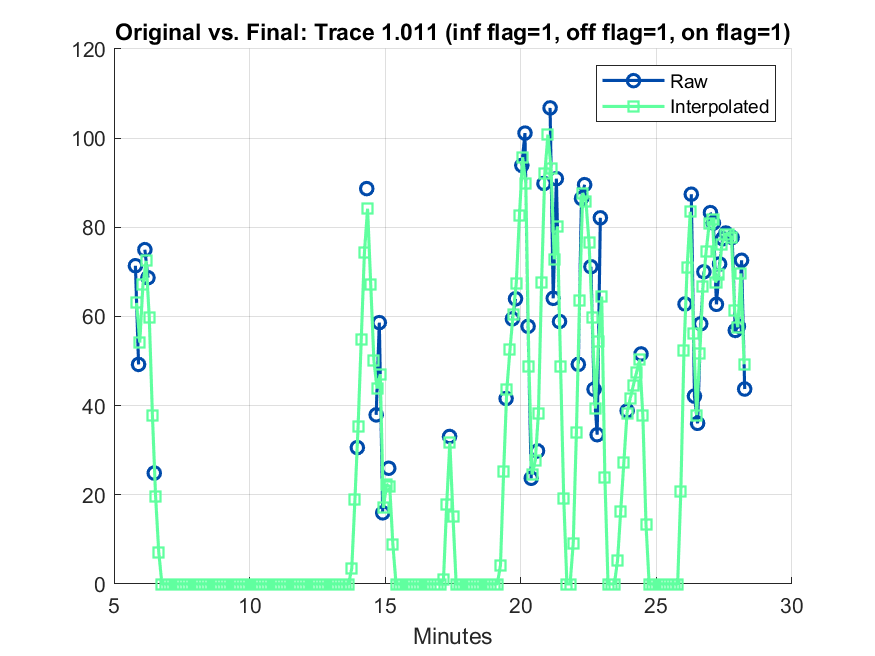 Original vs. Final: Trace 1.011 (inf flag=1, off flag=1, on flag=1)
120
100
80
60
40
20
0
Raw
Interpolated
5 10 15 20 25 30
Minutes